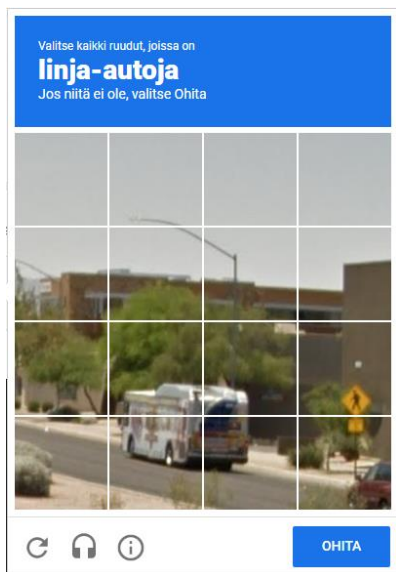 Valitse kaikki ruudut, joissa on
linja-autoja
Jos niitä ei ole, valitse Ohita
OHITA